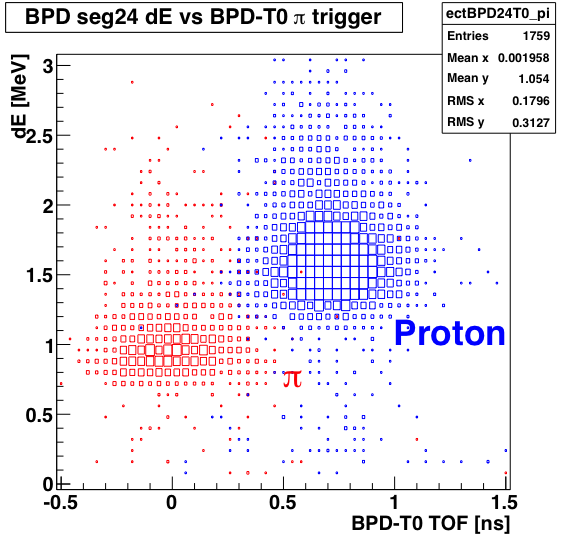 BPD seg24 dE vs BPD-T0 π trigger
ectBPD24T0_pi
Entries 1759
Mean x 0.001958
Mean y 1.054
RMS x 0.1796
RMS y 0.3127
dE [MeV]
3
2.5
2
1.5
1
0.5
0
Proton
π
-0.5 0 0.5 1 1.5
BPD-T0 TOF [ns]